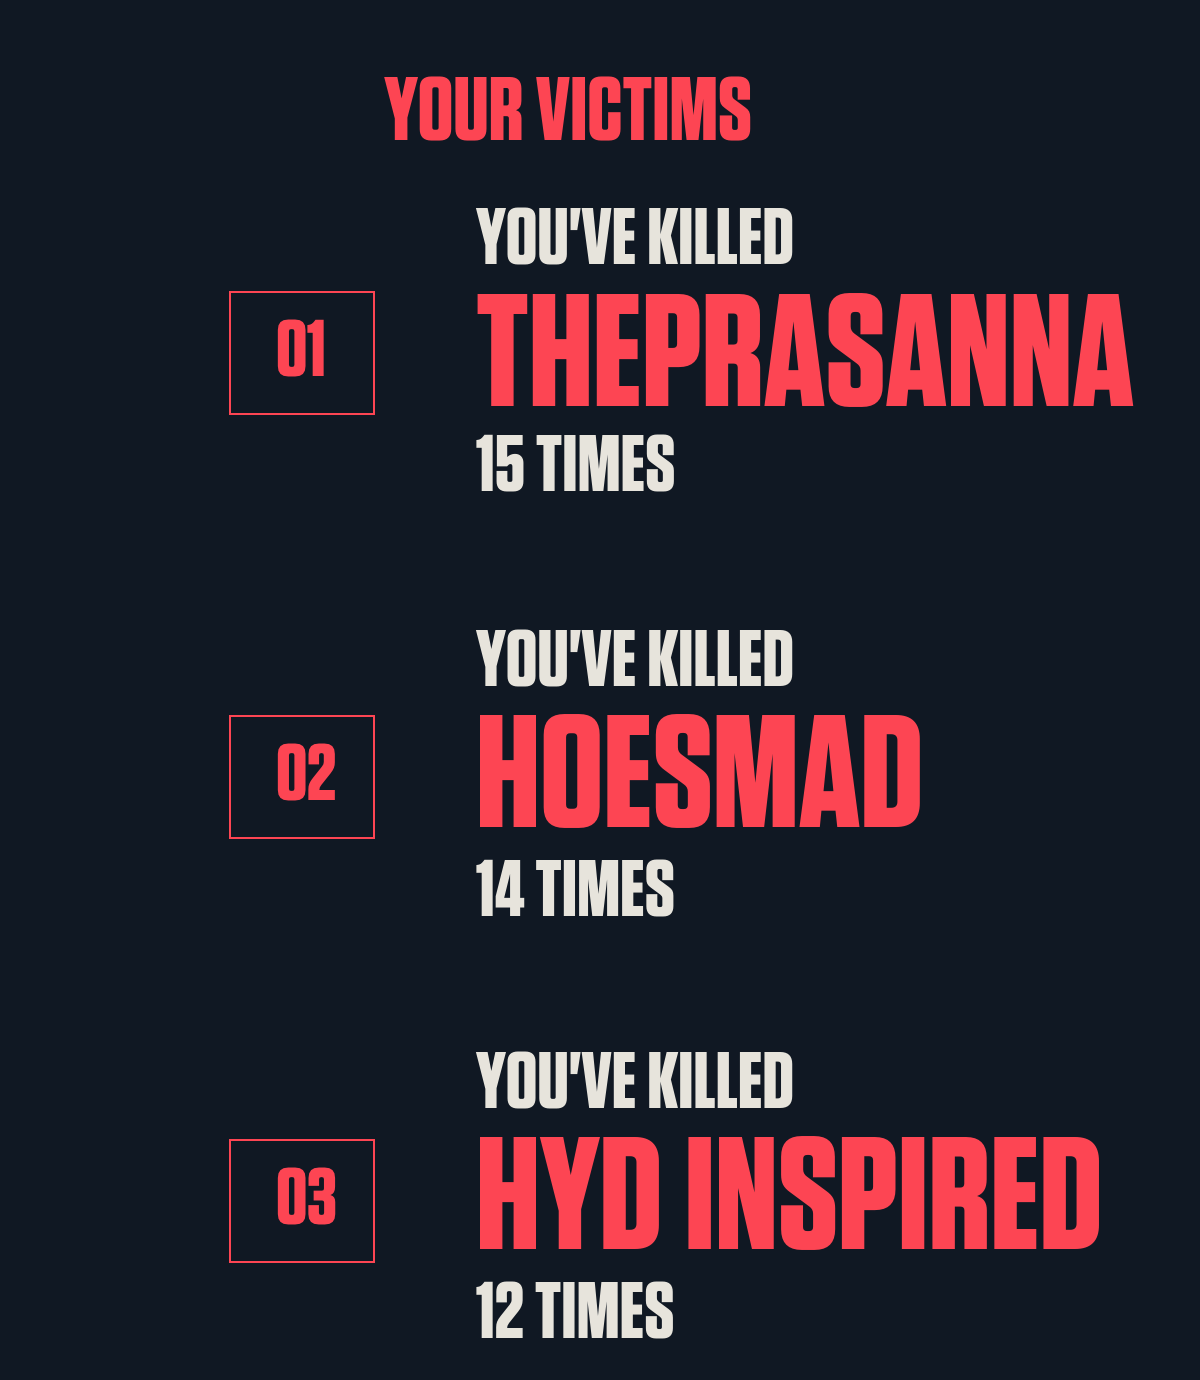 YOUR VICTIMS
YOU'VE KILLED
01
THEPRASANNA
15 TIMES
YOU'VE KILLED
02
HOESMAD
14 TIMES
YOU'VE KILLED
03
HYD INSPIRED
12 TIMES